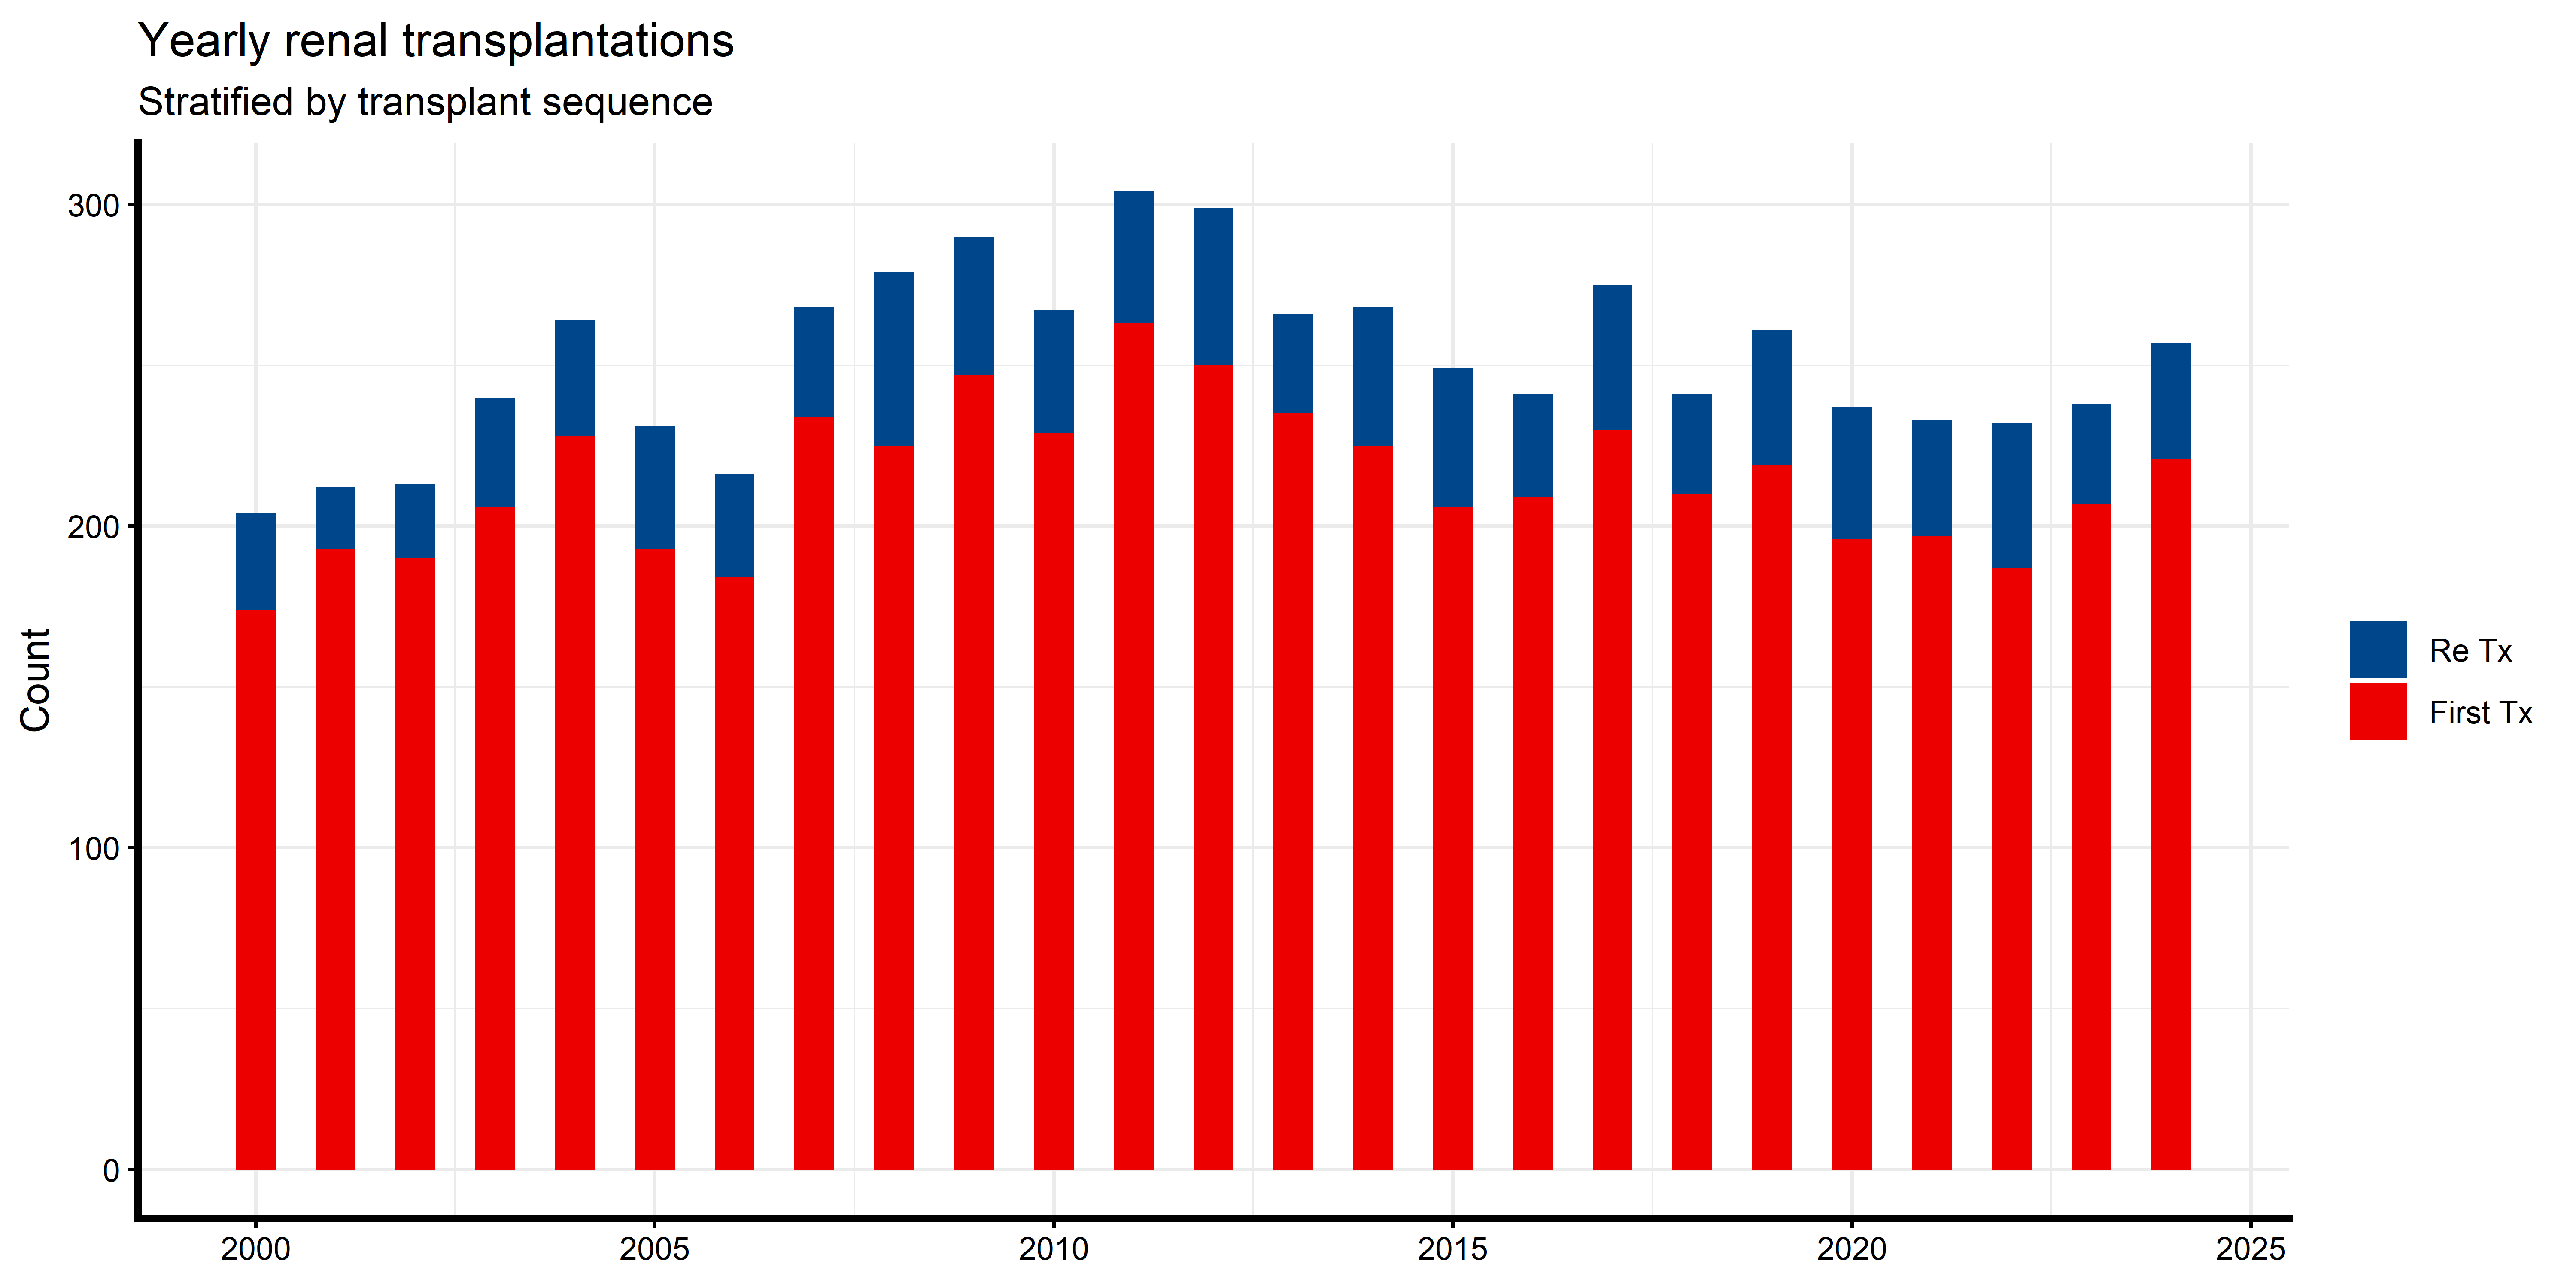 Yearly renal transplantations
Stratified by transplant sequence
Count
300
200
100
0
2000
2005
2010
2015
2020
2025
Re Tx
First Tx